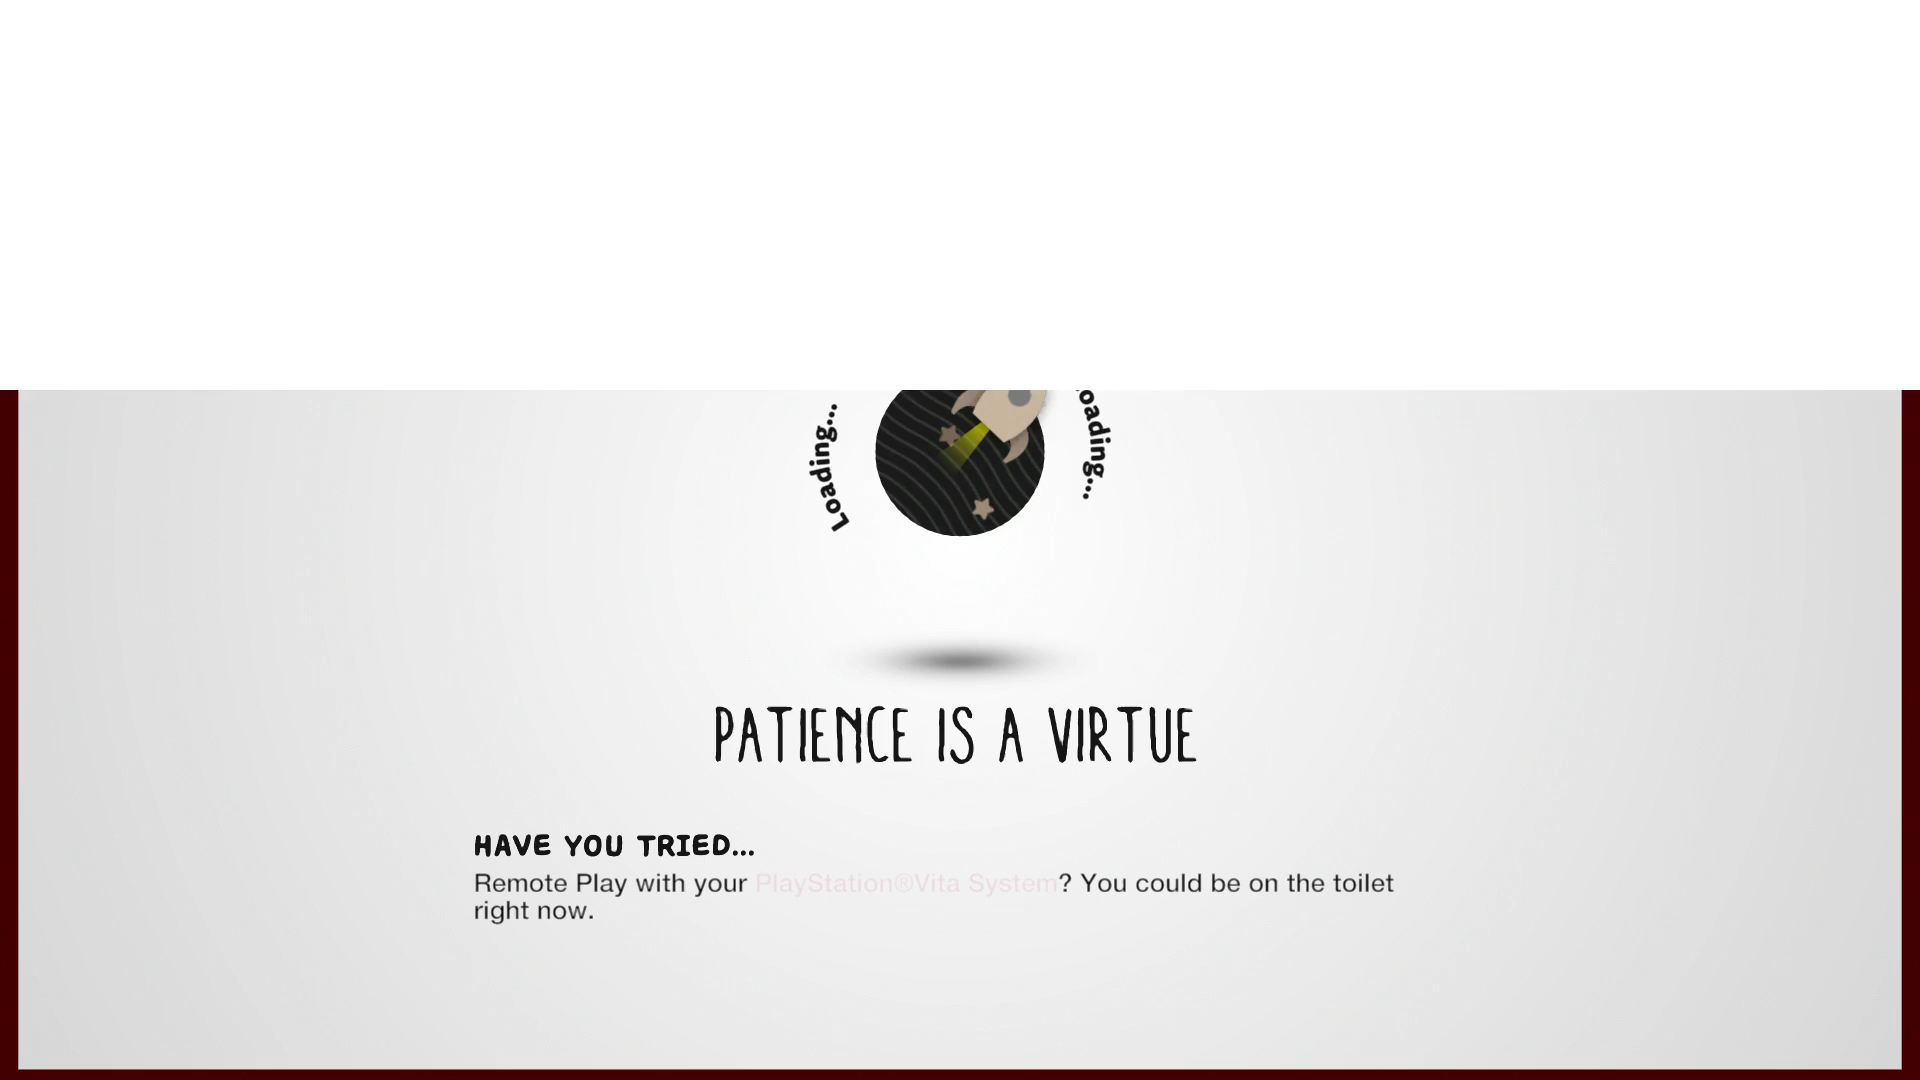 Loading...
oading...
PATIENCE IS A VIRTUE
HAVE YOU TRIED...
Remote Play with your PlayStation®Vita System? You could be on the toilet
right now.